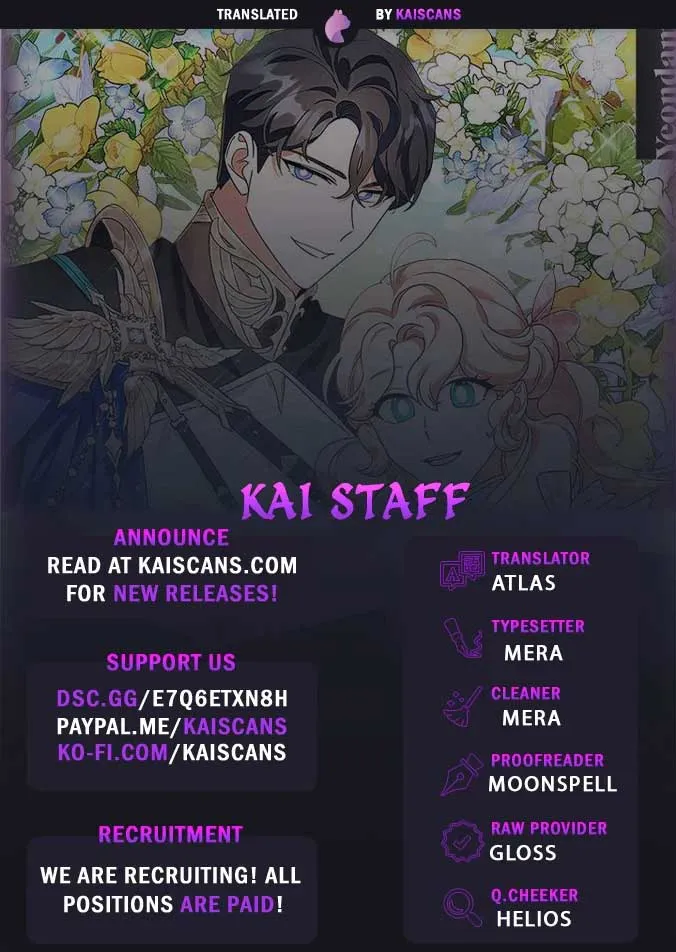 TRANSLATED BY KAISCANS
Yeondam
KAI STAFF
ANNOUNCE
READ AT KAISCANS.COM
FOR NEW RELEASES!
SUPPORT US
DSC.GG/E7Q6ETXN8H
PAYPAL.ME/KAISCANS
KO-FI.COM/KAISCANS
RECRUITMENT
WE ARE RECRUITING! ALL
POSITIONS ARE PAID!
TRANSLATOR
ATLAS
TYPESETTER
MERA
CLEANER
MERA
PROOFREADER
MOONSPELL
RAW PROVIDER
GLOSS
Q.CHEEKER
HELIOS